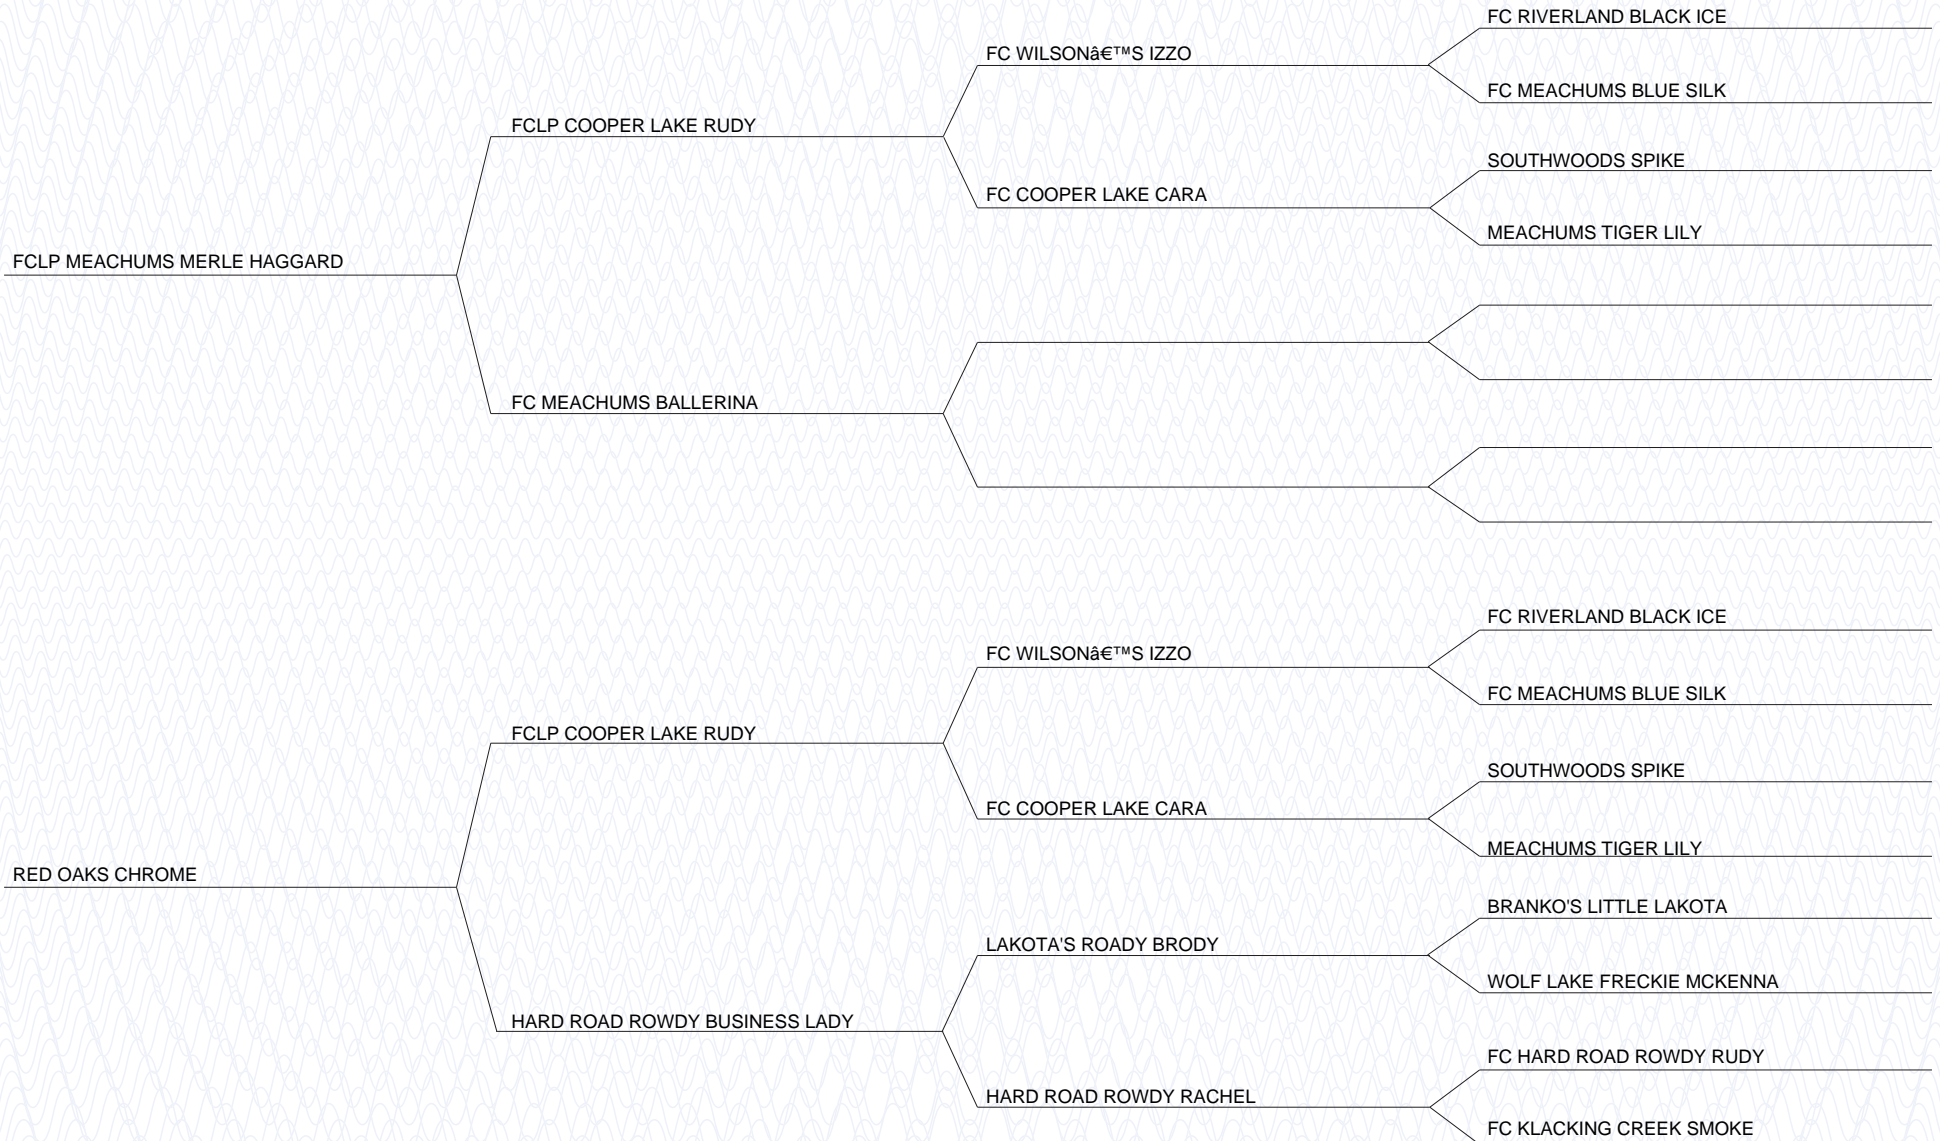 FC RIVERLAND BLACK ICE
FC WILSONâ€™S IZZO
FC MEACHUMS BLUE SILK
FCLP COOPER LAKE RUDY
SOUTHWOODS SPIKE
FC COOPER LAKE CARA
MEACHUMS TIGER LILY
FCLP MEACHUMS MERLE HAGGARD
FC MEACHUMS BALLERINA
FC RIVERLAND BLACK ICE
FC WILSONâ€™S IZZO
FC MEACHUMS BLUE SILK
FCLP COOPER LAKE RUDY
SOUTHWOODS SPIKE
FC COOPER LAKE CARA
MEACHUMS TIGER LILY
RED OAKS CHROME
BRANKO'S LITTLE LAKOTA
LAKOTA'S ROADY BRODY
WOLF LAKE FRECKIE MCKENNA
HARD ROAD ROWDY BUSINESS LADY
FC HARD ROAD ROWDY RUDY
HARD ROAD ROWDY RACHEL
FC KLACKING CREEK SMOKE